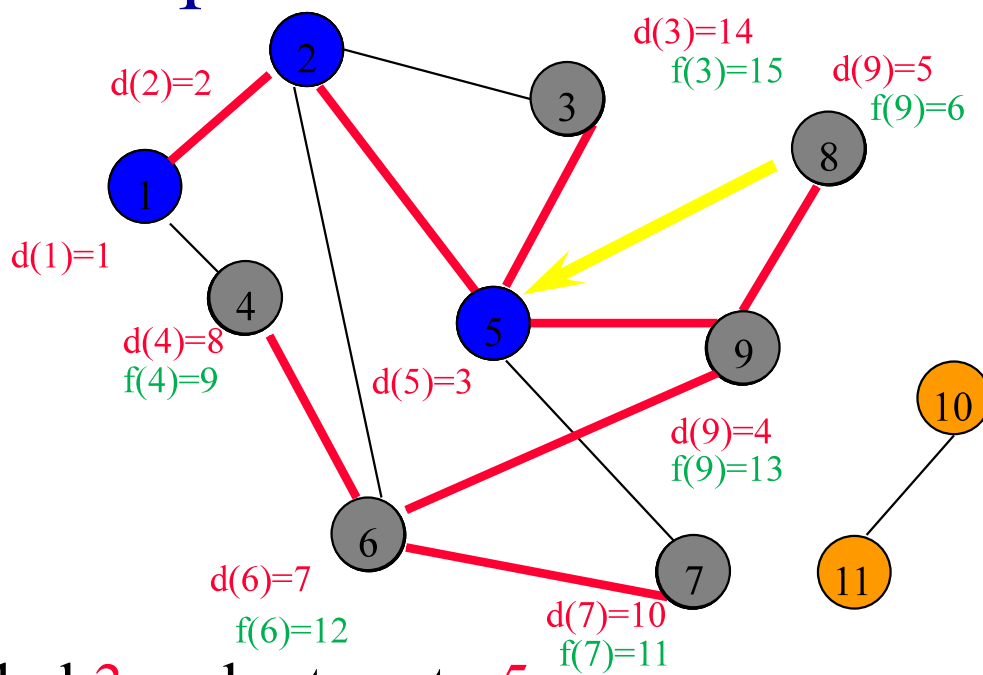 2
d(3)=14
f(3)=15
d(9)=5
f(9)=6
d(2)=2
3
8
1
d(1)=1
4
5
9
d(4)=8
f(4)=9
d(5)=3
10
d(9)=4
f(9)=13
6
7
11
d(6)=7
d(7)=10
f(6)=12
f(7)=11